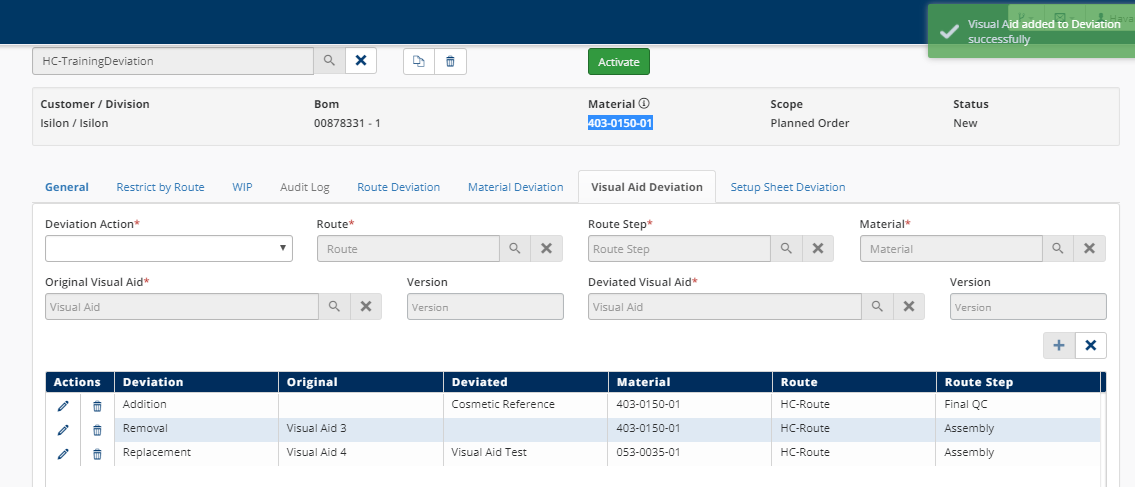 Visual Aid added to Deviation
successfully
HC-TrainingDeviation
Activate
Customer / Division Bom Material Scope Status
Isilon / Isilon 00878331 - 1 403-0150-01 Planned Order New
General Restrict by Route WIP Audit Log Route Deviation Material Deviation Visual Aid Deviation Setup Sheet Deviation
Deviation Action* Route* Route Step* Material*
Route Route Step Material
Original Visual Aid* Version Deviated Visual Aid* Version
Visual Aid Version Visual Aid Version
Actions Deviation Original Deviated Material Route Route Step
Addition Cosmetic Reference 403-0150-01 HC-Route Final QC
Removal Visual Aid 3 403-0150-01 HC-Route Assembly
Replacement Visual Aid 4 Visual Aid Test 053-0035-01 HC-Route Assembly